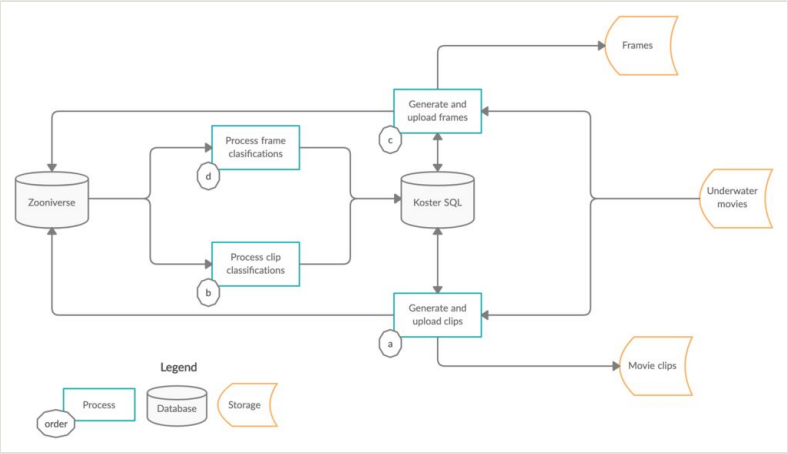 Frames
Generate and
upload frames
c
Process frame
clasifications
d
Zooniverse
Koster SQL
Underwater
movies
Process clip
classifications
b
Generate and
upload clips
a
Movie clips
Legend
Process
order
Database
Storage